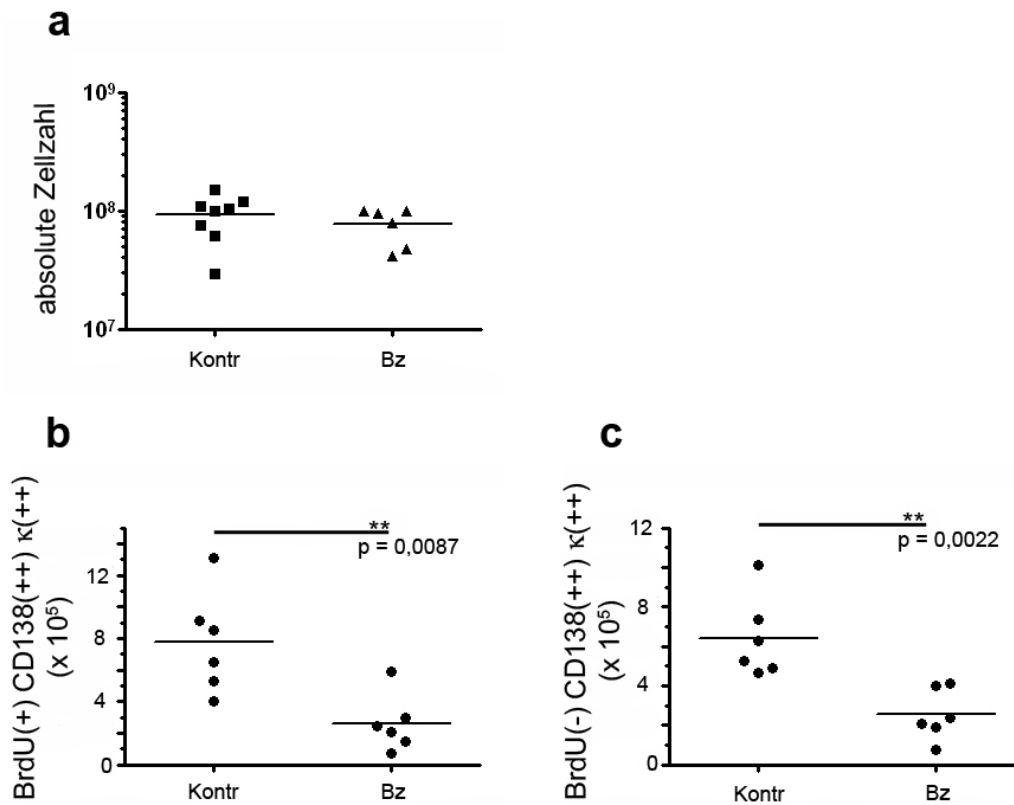 a
absolute Zellzahl
10⁹
10⁸
10⁷
Kontr
Bz
b
BrdU(+) CD138(++) κ(++)
(x 10⁵)
12
8
4
0
**
p = 0,0087
Kontr
Bz
c
BrdU(-) CD138(++) κ(++)
(x 10⁵)
12
8
4
0
**
p = 0,0022
Kontr
Bz